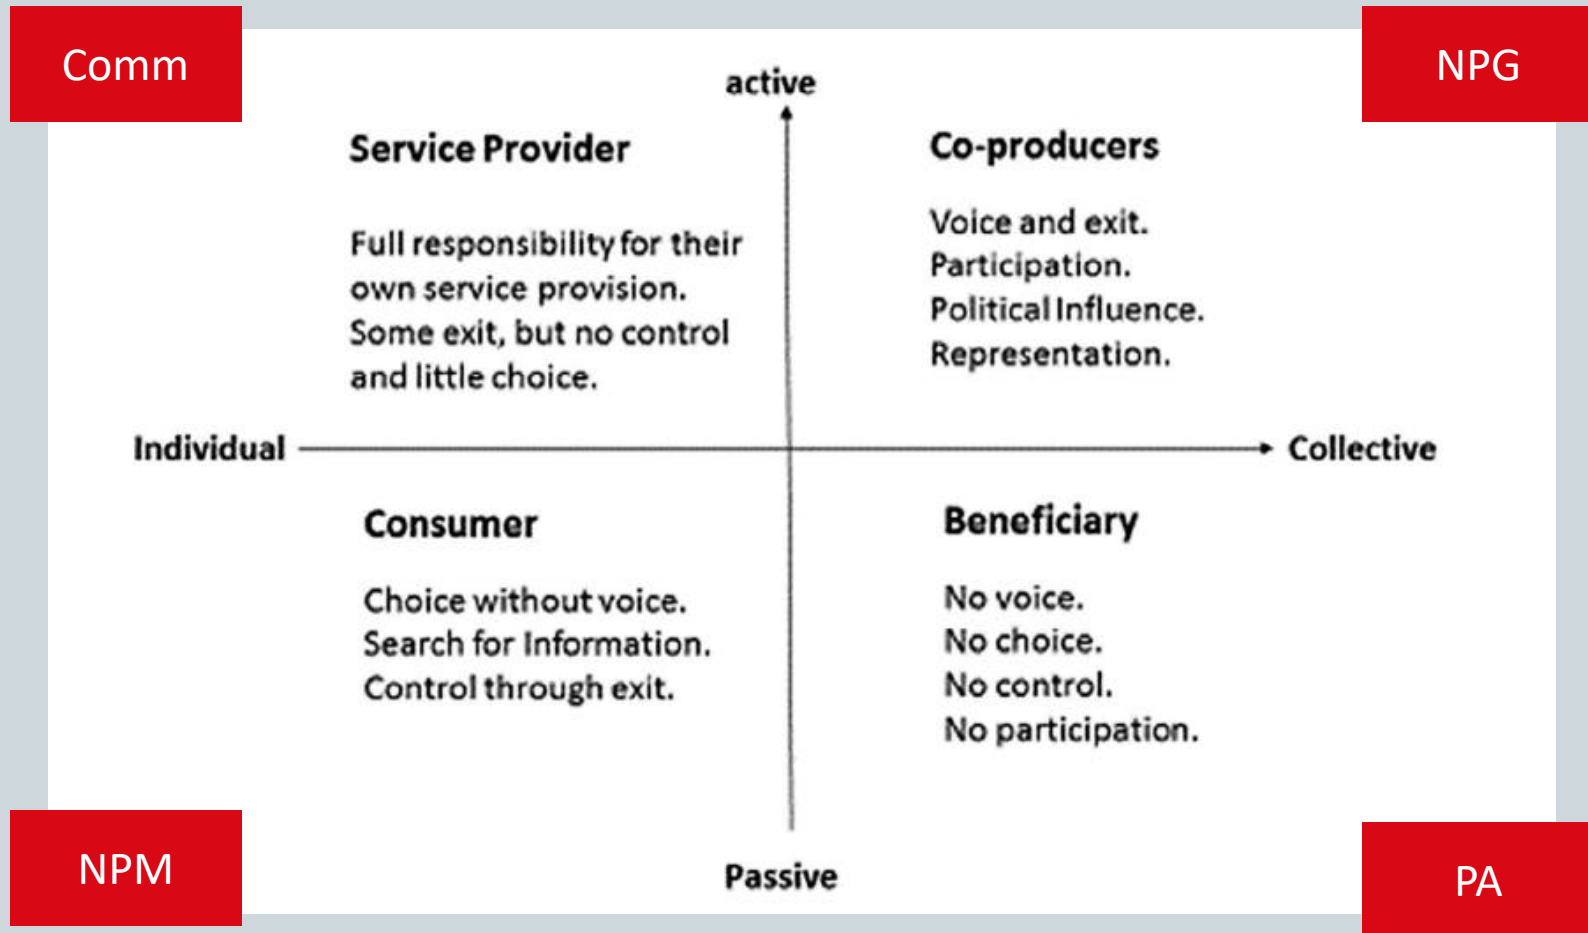 Comm
NPG
active
Service Provider
Full responsibility for their
own service provision.
Some exit, but no control
and little choice.
Co-producers
Voice and exit.
Participation.
Political Influence.
Representation.
Individual
Collective
Consumer
Choice without voice.
Search for Information.
Control through exit.
Beneficiary
No voice.
No choice.
No control.
No participation.
NPM
Passive
PA